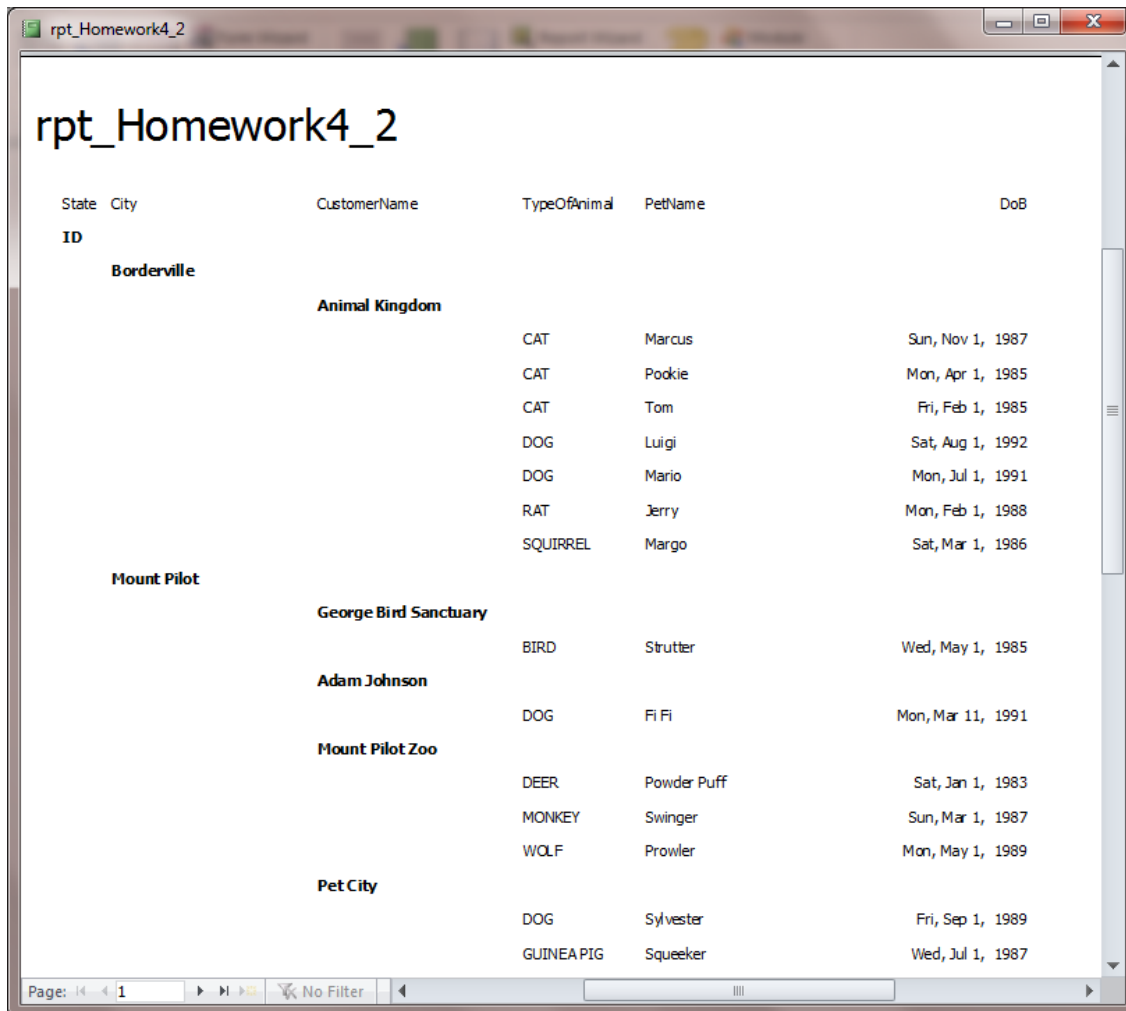 rpt_Homework4_2
rpt_Homework4_2
State City CustomerName TypeOfAnimal PetName DoB
ID
Borderville
Animal Kingdom
CAT Marcus Sun, Nov 1, 1987
CAT Pookie Mon, Apr 1, 1985
CAT Tom Fri, Feb 1, 1985
DOG Luigi Sat, Aug 1, 1992
DOG Mario Mon, Jul 1, 1991
RAT Jerry Mon, Feb 1, 1988
SQUIRREL Margo Sat, Mar 1, 1986
Mount Pilot
George Bird Sanctuary
BIRD Strutter Wed, May 1, 1985
Adam Johnson
DOG Fi Fi Mon, Mar 11, 1991
Mount Pilot Zoo
DEER Powder Puff Sat, Jan 1, 1983
MONKEY Swinger Sun, Mar 1, 1987
WOLF Prowler Mon, May 1, 1989
Pet City
DOG Sylvester Fri, Sep 1, 1989
GUINEA PIG Squeeker Wed, Jul 1, 1987
Page: 1 No Filter